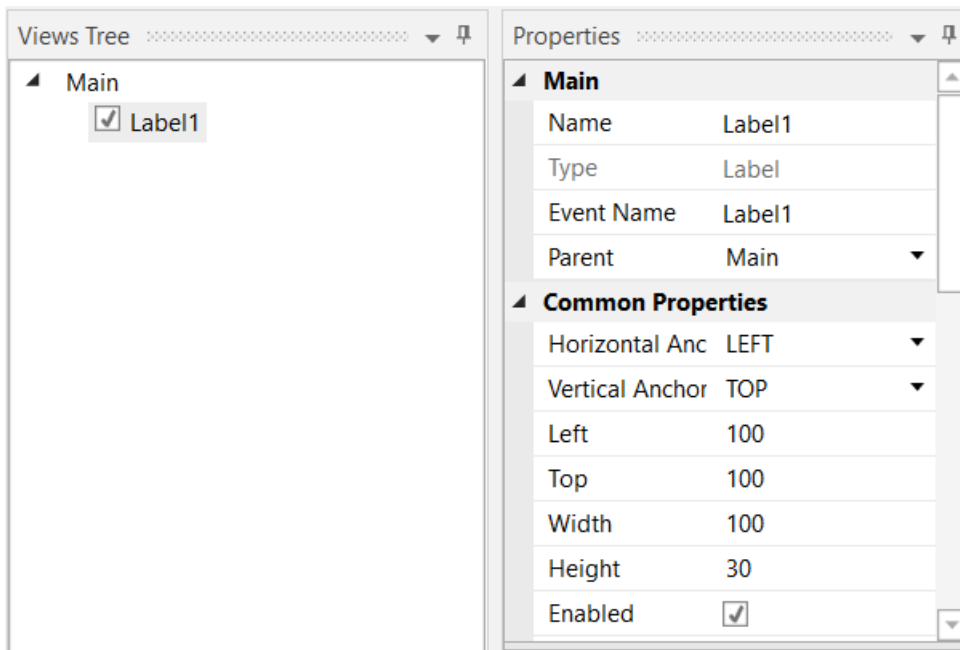 Views Tree
Main
Label1
Properties
Main
Name Label1
Type Label
Event Name Label1
Parent Main
Common Properties
Horizontal Anc LEFT
Vertical Anchor TOP
Left 100
Top 100
Width 100
Height 30
Enabled